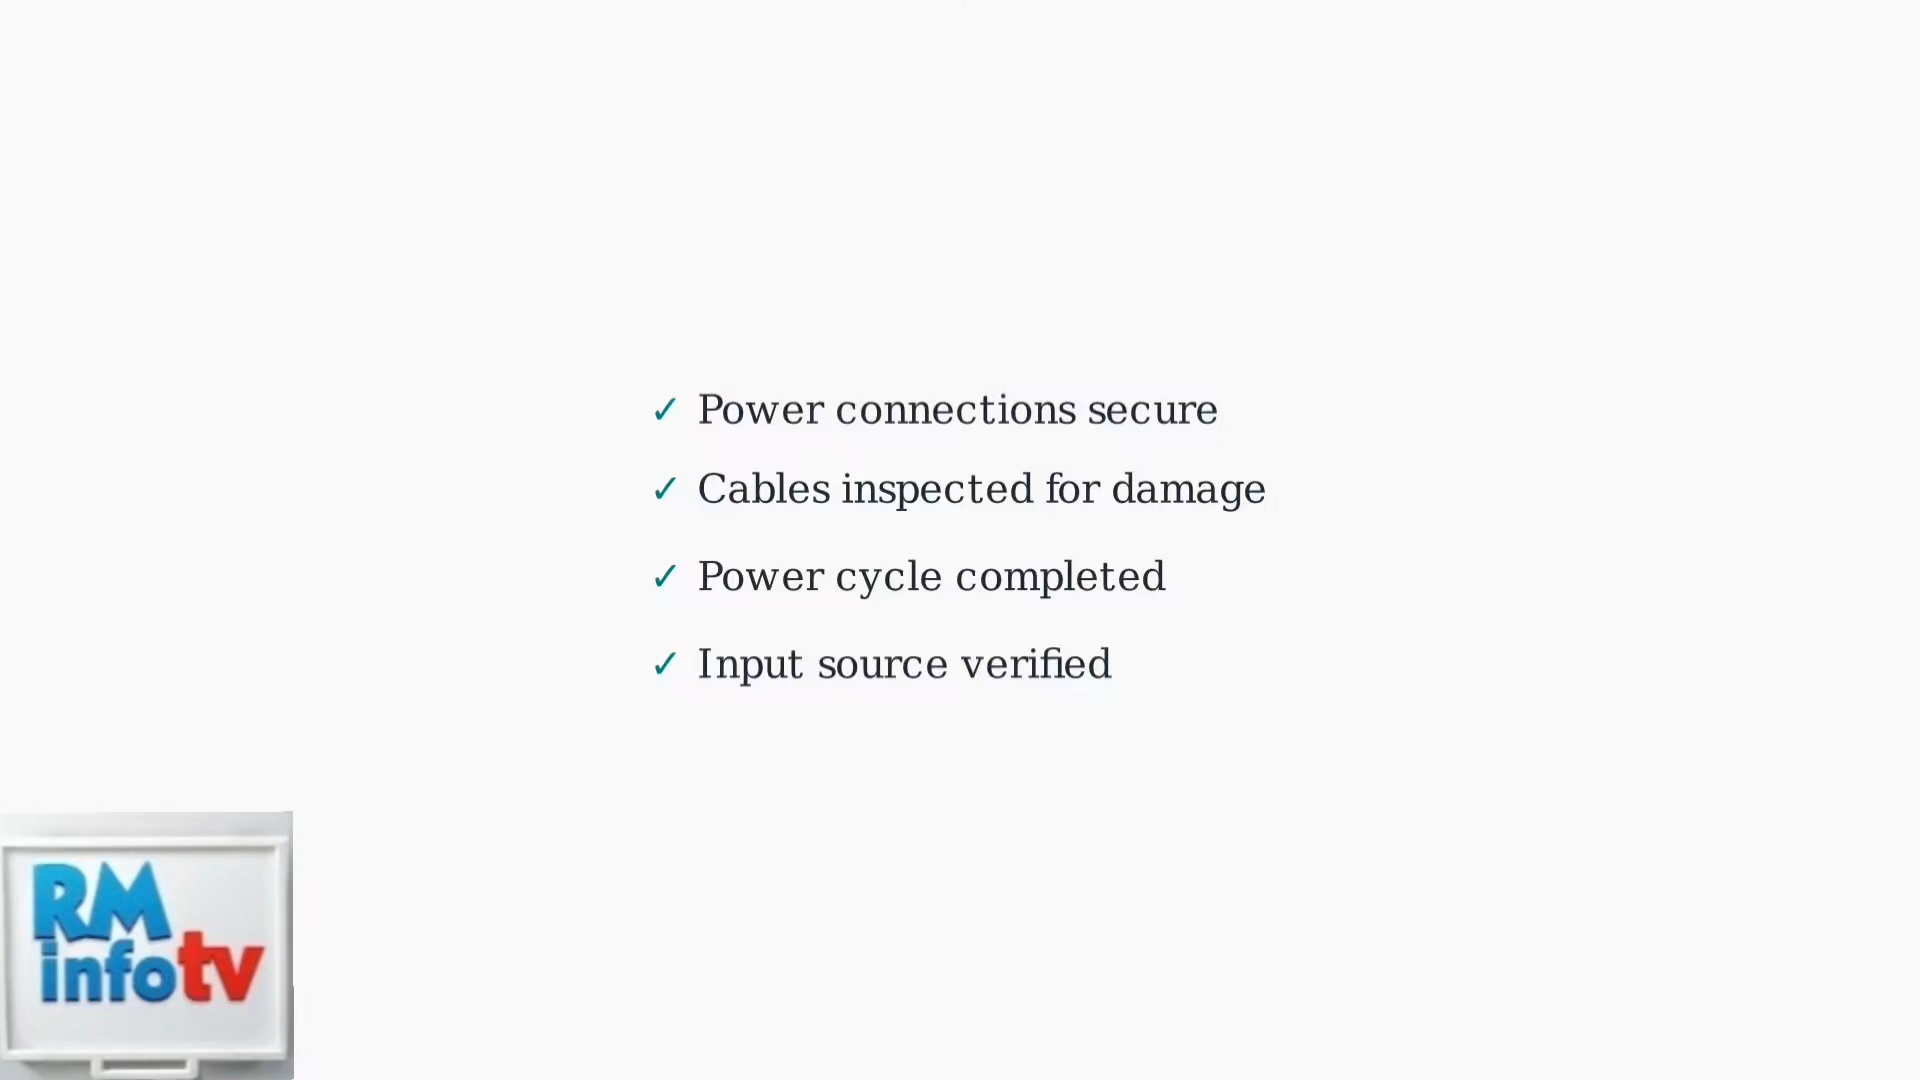 ✓ Power connections secure
✓ Cables inspected for damage
✓ Power cycle completed
✓ Input source verified
RM
infotv